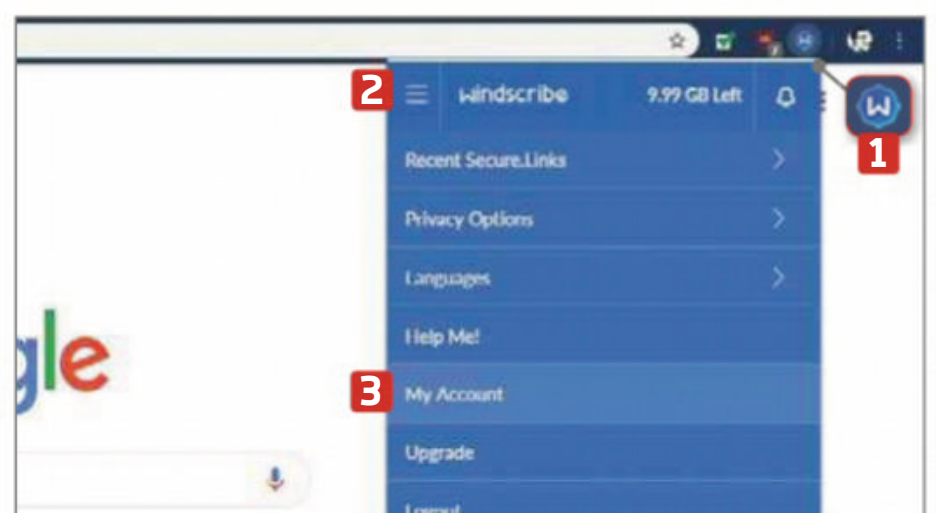 2
windscribe
9.99 GB Left
1
Recent Secure.Links
Privacy Options
Languages
Help Me!
gle
3
My Account
Upgrade
Logout